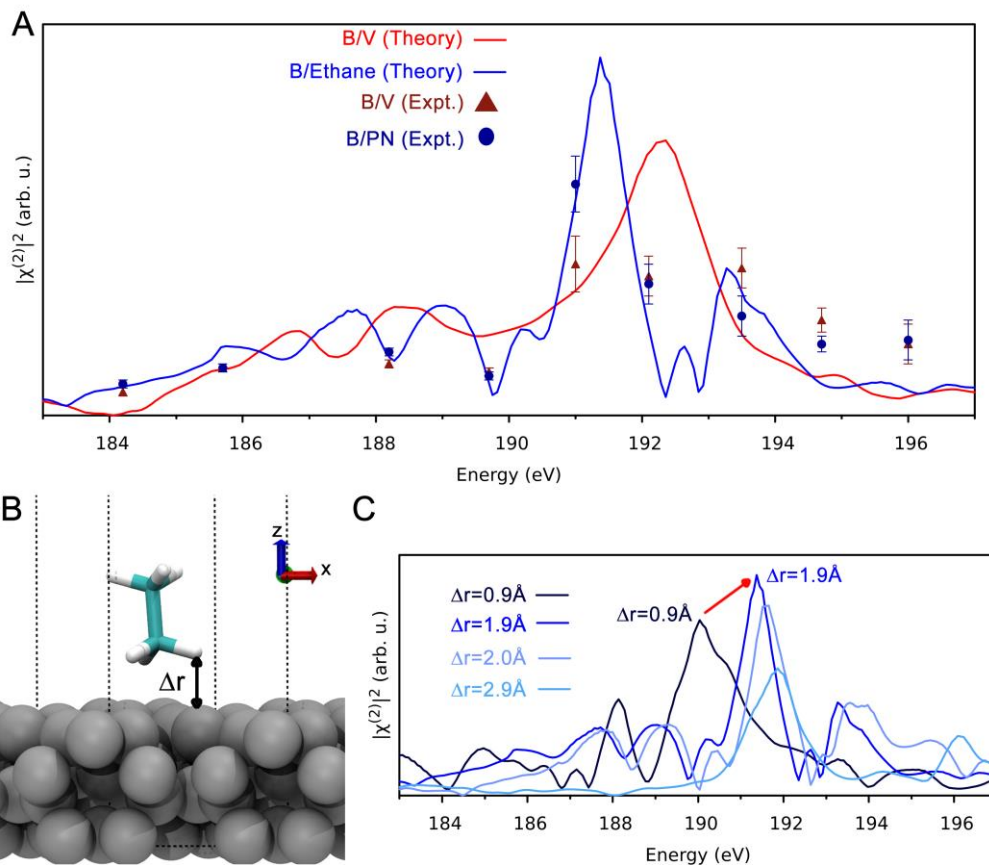 A
B/V (Theory)
B/Ethane (Theory)
B/V (Expt.)
B/PN (Expt.)
|χ(2)|2 (arb. u.)
184 186 188 190 192 194 196
Energy (eV)
B
z
x
Δr
C
Δr=0.9Å
Δr=1.9Å
Δr=2.0Å
Δr=2.9Å
Δr=0.9Å
Δr=1.9Å
|χ(2)|2 (arb. u.)
184 186 188 190 192 194 196
Energy (eV)